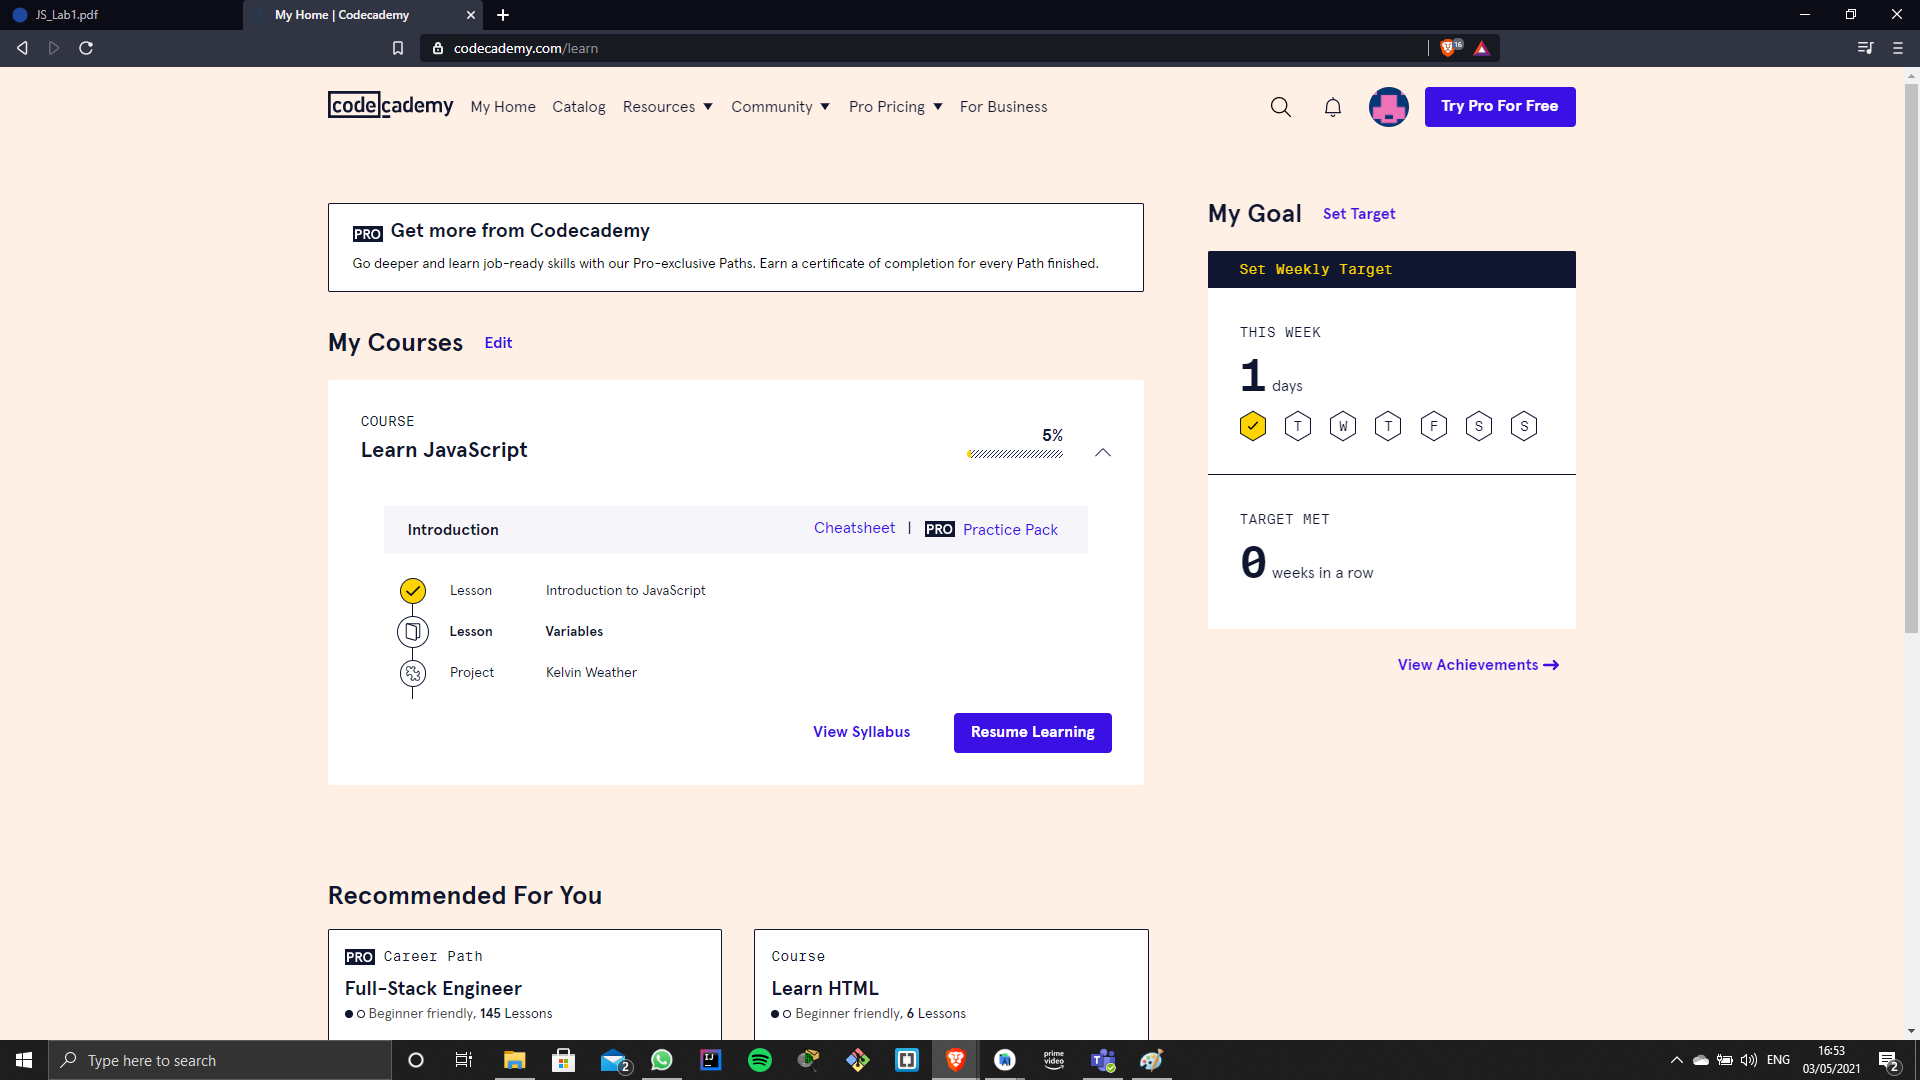 JS_Lab1.pdf
My Home | Codecademy
codecademy.com/learn
16
codecademy
My Home
Catalog
Resources
Community
Pro Pricing
For Business
Try Pro For Free
PRO Get more from Codecademy
Go deeper and learn job-ready skills with our Pro-exclusive Paths. Earn a certificate of completion for every Path finished.
My Courses
Edit
COURSE
Learn JavaScript
5%
Introduction
Cheatsheet | PRO Practice Pack
Lesson Introduction to JavaScript
Lesson Variables
Project Kelvin Weather
View Syllabus
Resume Learning
My Goal
Set Target
Set Weekly Target
THIS WEEK
1 days
T W T F S S
TARGET MET
0 weeks in a row
View Achievements
Recommended For You
PRO Career Path
Full-Stack Engineer
Beginner friendly, 145 Lessons
Course
Learn HTML
Beginner friendly, 6 Lessons
Type here to search
2
IJ
prime video
ENG
16:53
03/05/2021
2